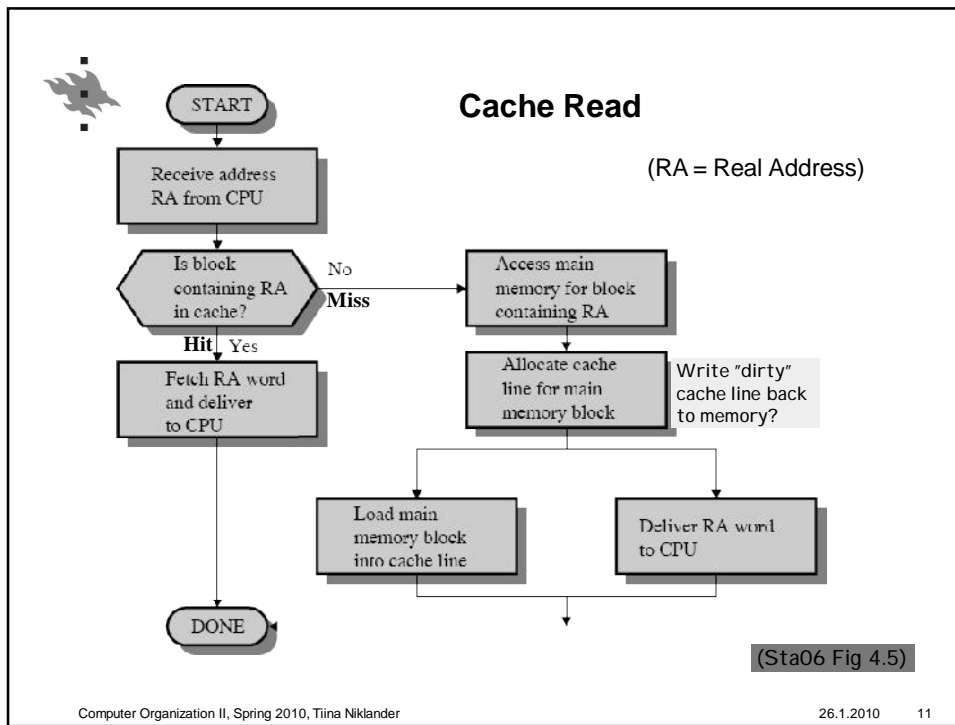 Cache Read
(RA = Real Address)
START
Receive address
RA from CPU
Is block
containing RA
in cache?
No
Miss
Hit Yes
Fetch RA word
and deliver
to CPU
Access main
memory for block
containing RA
Allocate cache
line for main
memory block
Write "dirty"
cache line back
to memory?
Load main
memory block
into cache line
Deliver RA word
to CPU
DONE
(Sta06 Fig 4.5)
Computer Organization II, Spring 2010, Tiina Niklander
26.1.2010 11